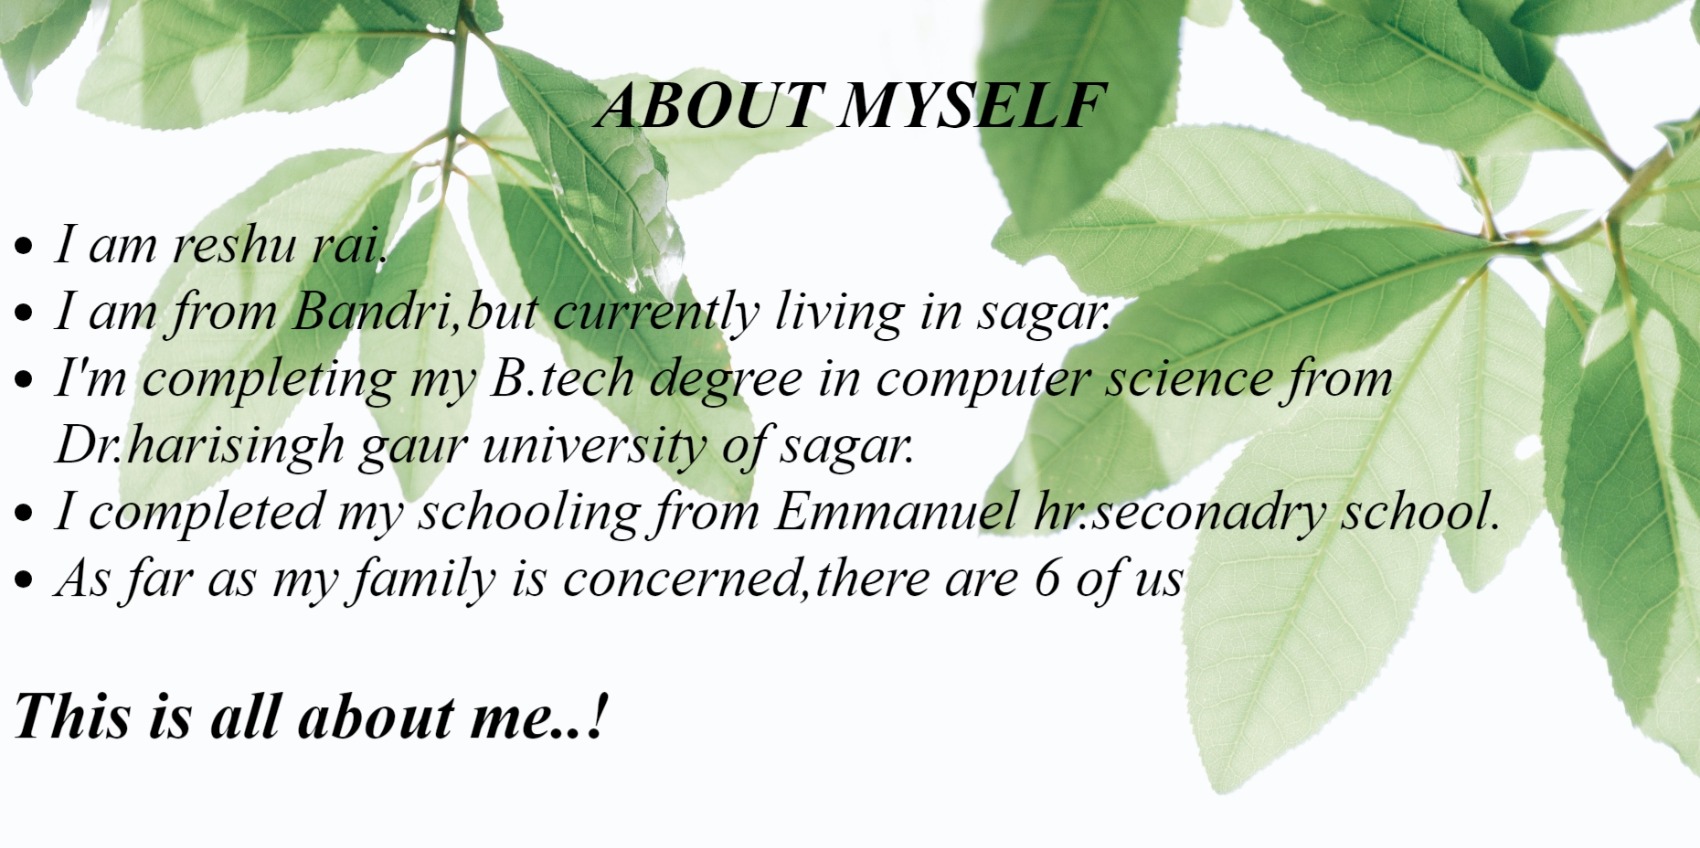 ABOUT MYSELF
• I am reshu rai.
• I am from Bandri,but currently living in sagar.
• I'm completing my B.tech degree in computer science from
Dr.harisingh gaur university of sagar.
• I completed my schooling from Emmanuel hr.seconadry school.
• As far as my family is concerned,there are 6 of us
This is all about me..!